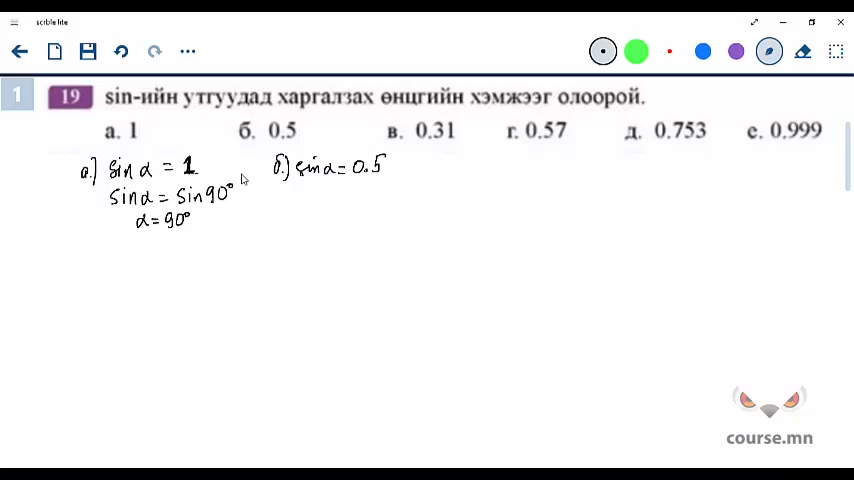 scrble lite
1
19 sin-ийн утгуудад харгалзах өнцгийн хэмжээг олоорой.
а. 1 б. 0.5 в. 0.31 г. 0.57 д. 0.753 е. 0.999
а.) sin α = 1 б.) sin α = 0.5
sin α = sin 90°
α = 90°
course.mn